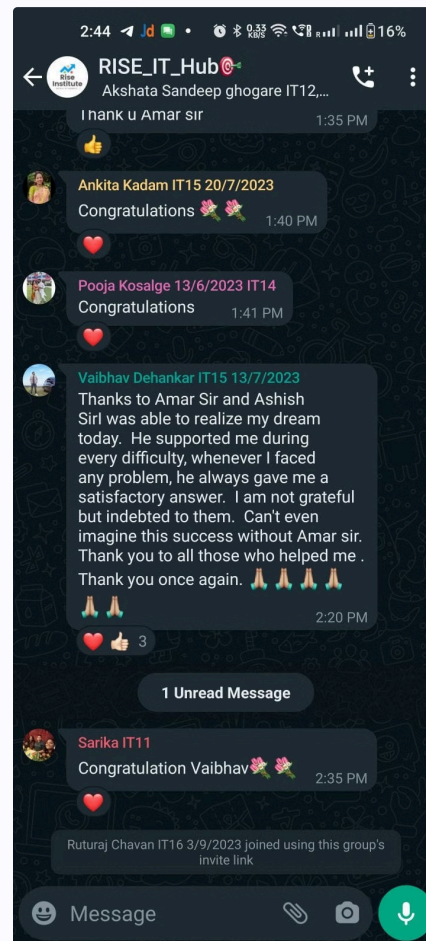 2:44 Jd 0.33 KB/S R 16%
Rise Institute
RISE_IT_Hub🎯
Akshata Sandeep ghogare IT12,...
Thank u Amar sir
1:35 PM
👍
Ankita Kadam IT15 20/7/2023
Congratulations 💐 💐
1:40 PM
❤️
Pooja Kosalge 13/6/2023 IT14
Congratulations
1:41 PM
❤️
Vaibhav Dehankar IT15 13/7/2023
Thanks to Amar Sir and Ashish
SirI was able to realize my dream
today.  He supported me during
every difficulty, whenever I faced
any problem, he always gave me a
satisfactory answer.  I am not grateful
but indebted to them.  Can't even
imagine this success without Amar sir.
Thank you to all those who helped me .
Thank you once again. 🙏🏼 🙏🏼 🙏🏼 🙏🏼
🙏🏼 🙏🏼
2:20 PM
❤️ 👍🏻 3
1 Unread Message
Sarika IT11
Congratulation Vaibhav💐 💐
2:35 PM
❤️
Ruturaj Chavan IT16 3/9/2023 joined using this group's
invite link
Message